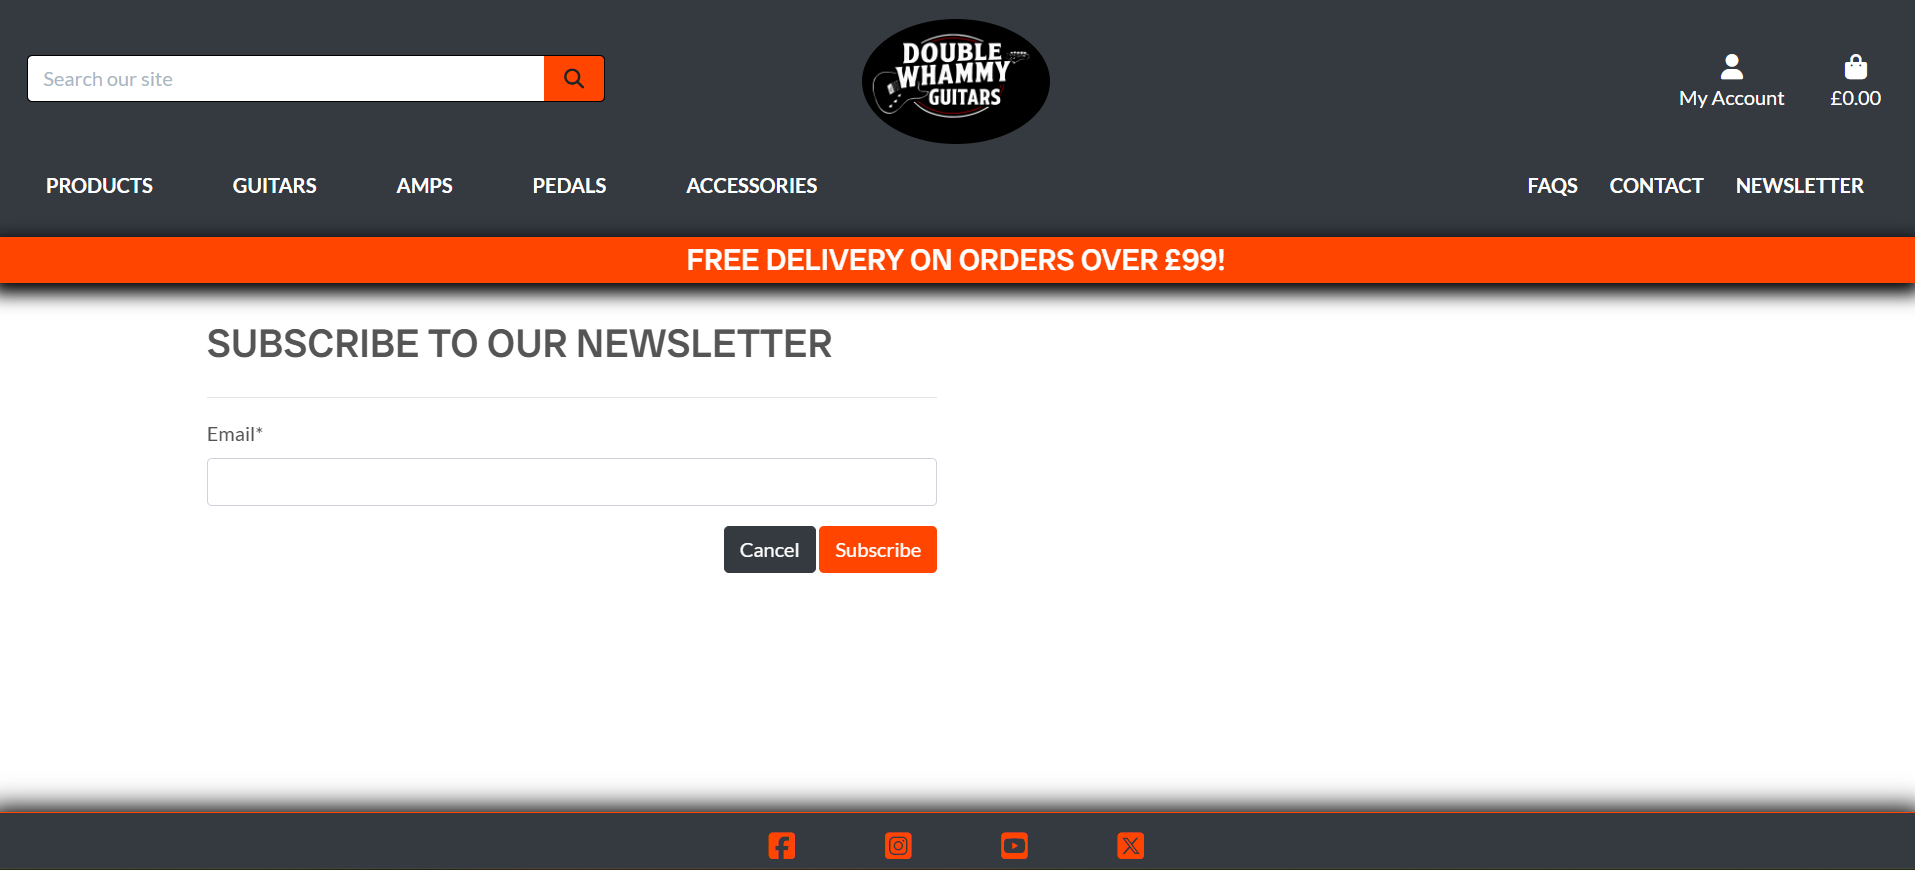 Search our site
DOUBLE
WHAMMY
GUITARS
My Account
£0.00
PRODUCTS GUITARS AMPS PEDALS ACCESSORIES FAQS CONTACT NEWSLETTER
FREE DELIVERY ON ORDERS OVER £99!
SUBSCRIBE TO OUR NEWSLETTER
Email*
Cancel Subscribe